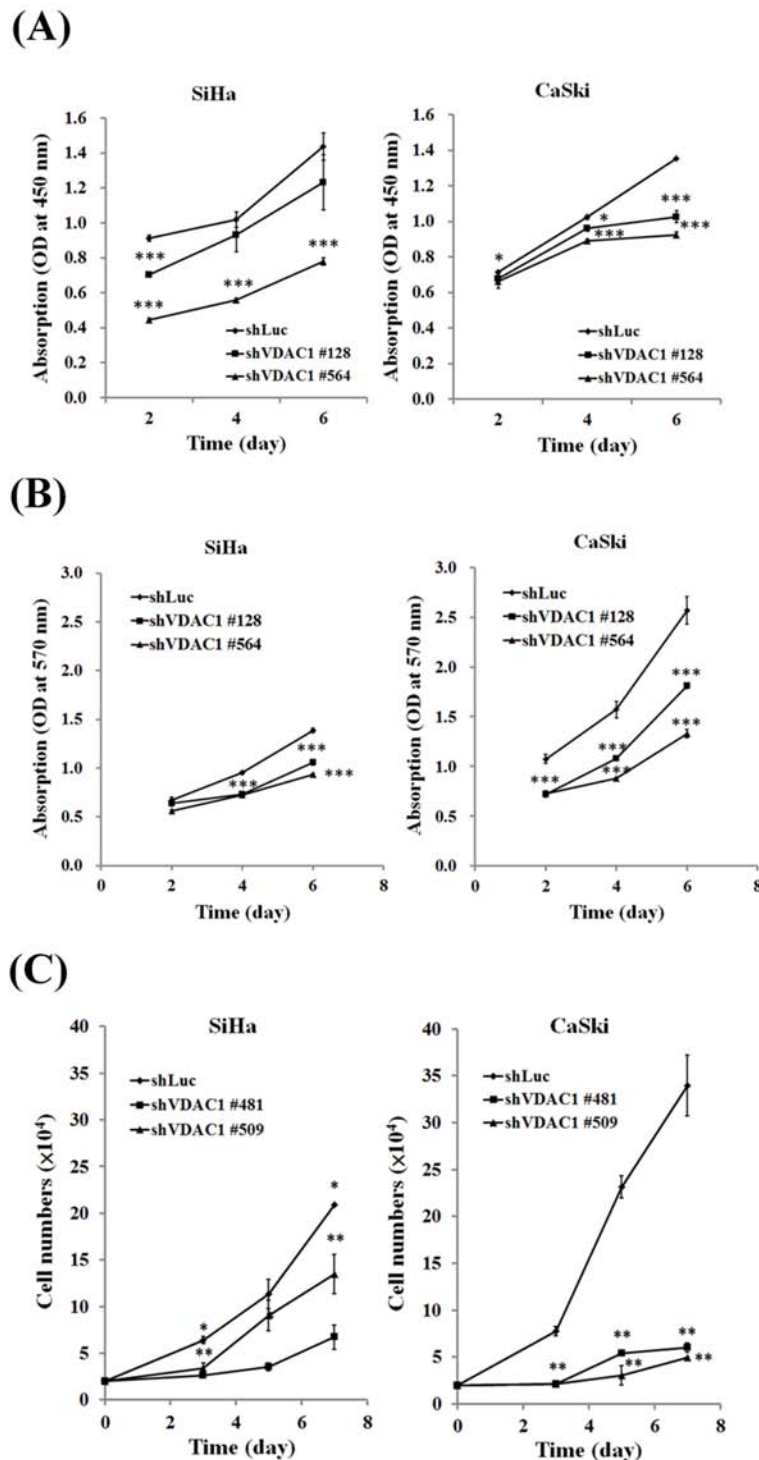 (A)
SiHa
1.6
1.4
1.2
1.0
0.8
0.6
0.4
0.2
0.0
Absorption (OD at 450 nm)
***
***
***
***
shLuc
shVDAC1 #128
shVDAC1 #564
2
4
6
Time (day)
CaSki
1.6
1.4
1.2
1.0
0.8
0.6
0.4
0.2
0.0
Absorption (OD at 450 nm)
*
*
***
***
***
shLuc
shVDAC1 #128
shVDAC1 #564
2
4
6
Time (day)
(B)
SiHa
3.0
2.5
2.0
1.5
1.0
0.5
0.0
Absorption (OD at 570 nm)
shLuc
shVDAC1 #128
shVDAC1 #564
***
***
***
0
2
4
6
8
Time (day)
CaSki
3.0
2.5
2.0
1.5
1.0
0.5
0.0
Absorption (OD at 570 nm)
shLuc
shVDAC1 #128
shVDAC1 #564
***
***
***
***
***
0
2
4
6
8
Time (day)
(C)
SiHa
40
35
30
25
20
15
10
5
0
Cell numbers (×10⁴)
shLuc
shVDAC1 #481
shVDAC1 #509
*
**
*
**
0
2
4
6
8
Time (day)
CaSki
40
35
30
25
20
15
10
5
0
Cell numbers (×10⁴)
shLuc
shVDAC1 #481
shVDAC1 #509
**
**
**
**
**
0
2
4
6
8
Time (day)